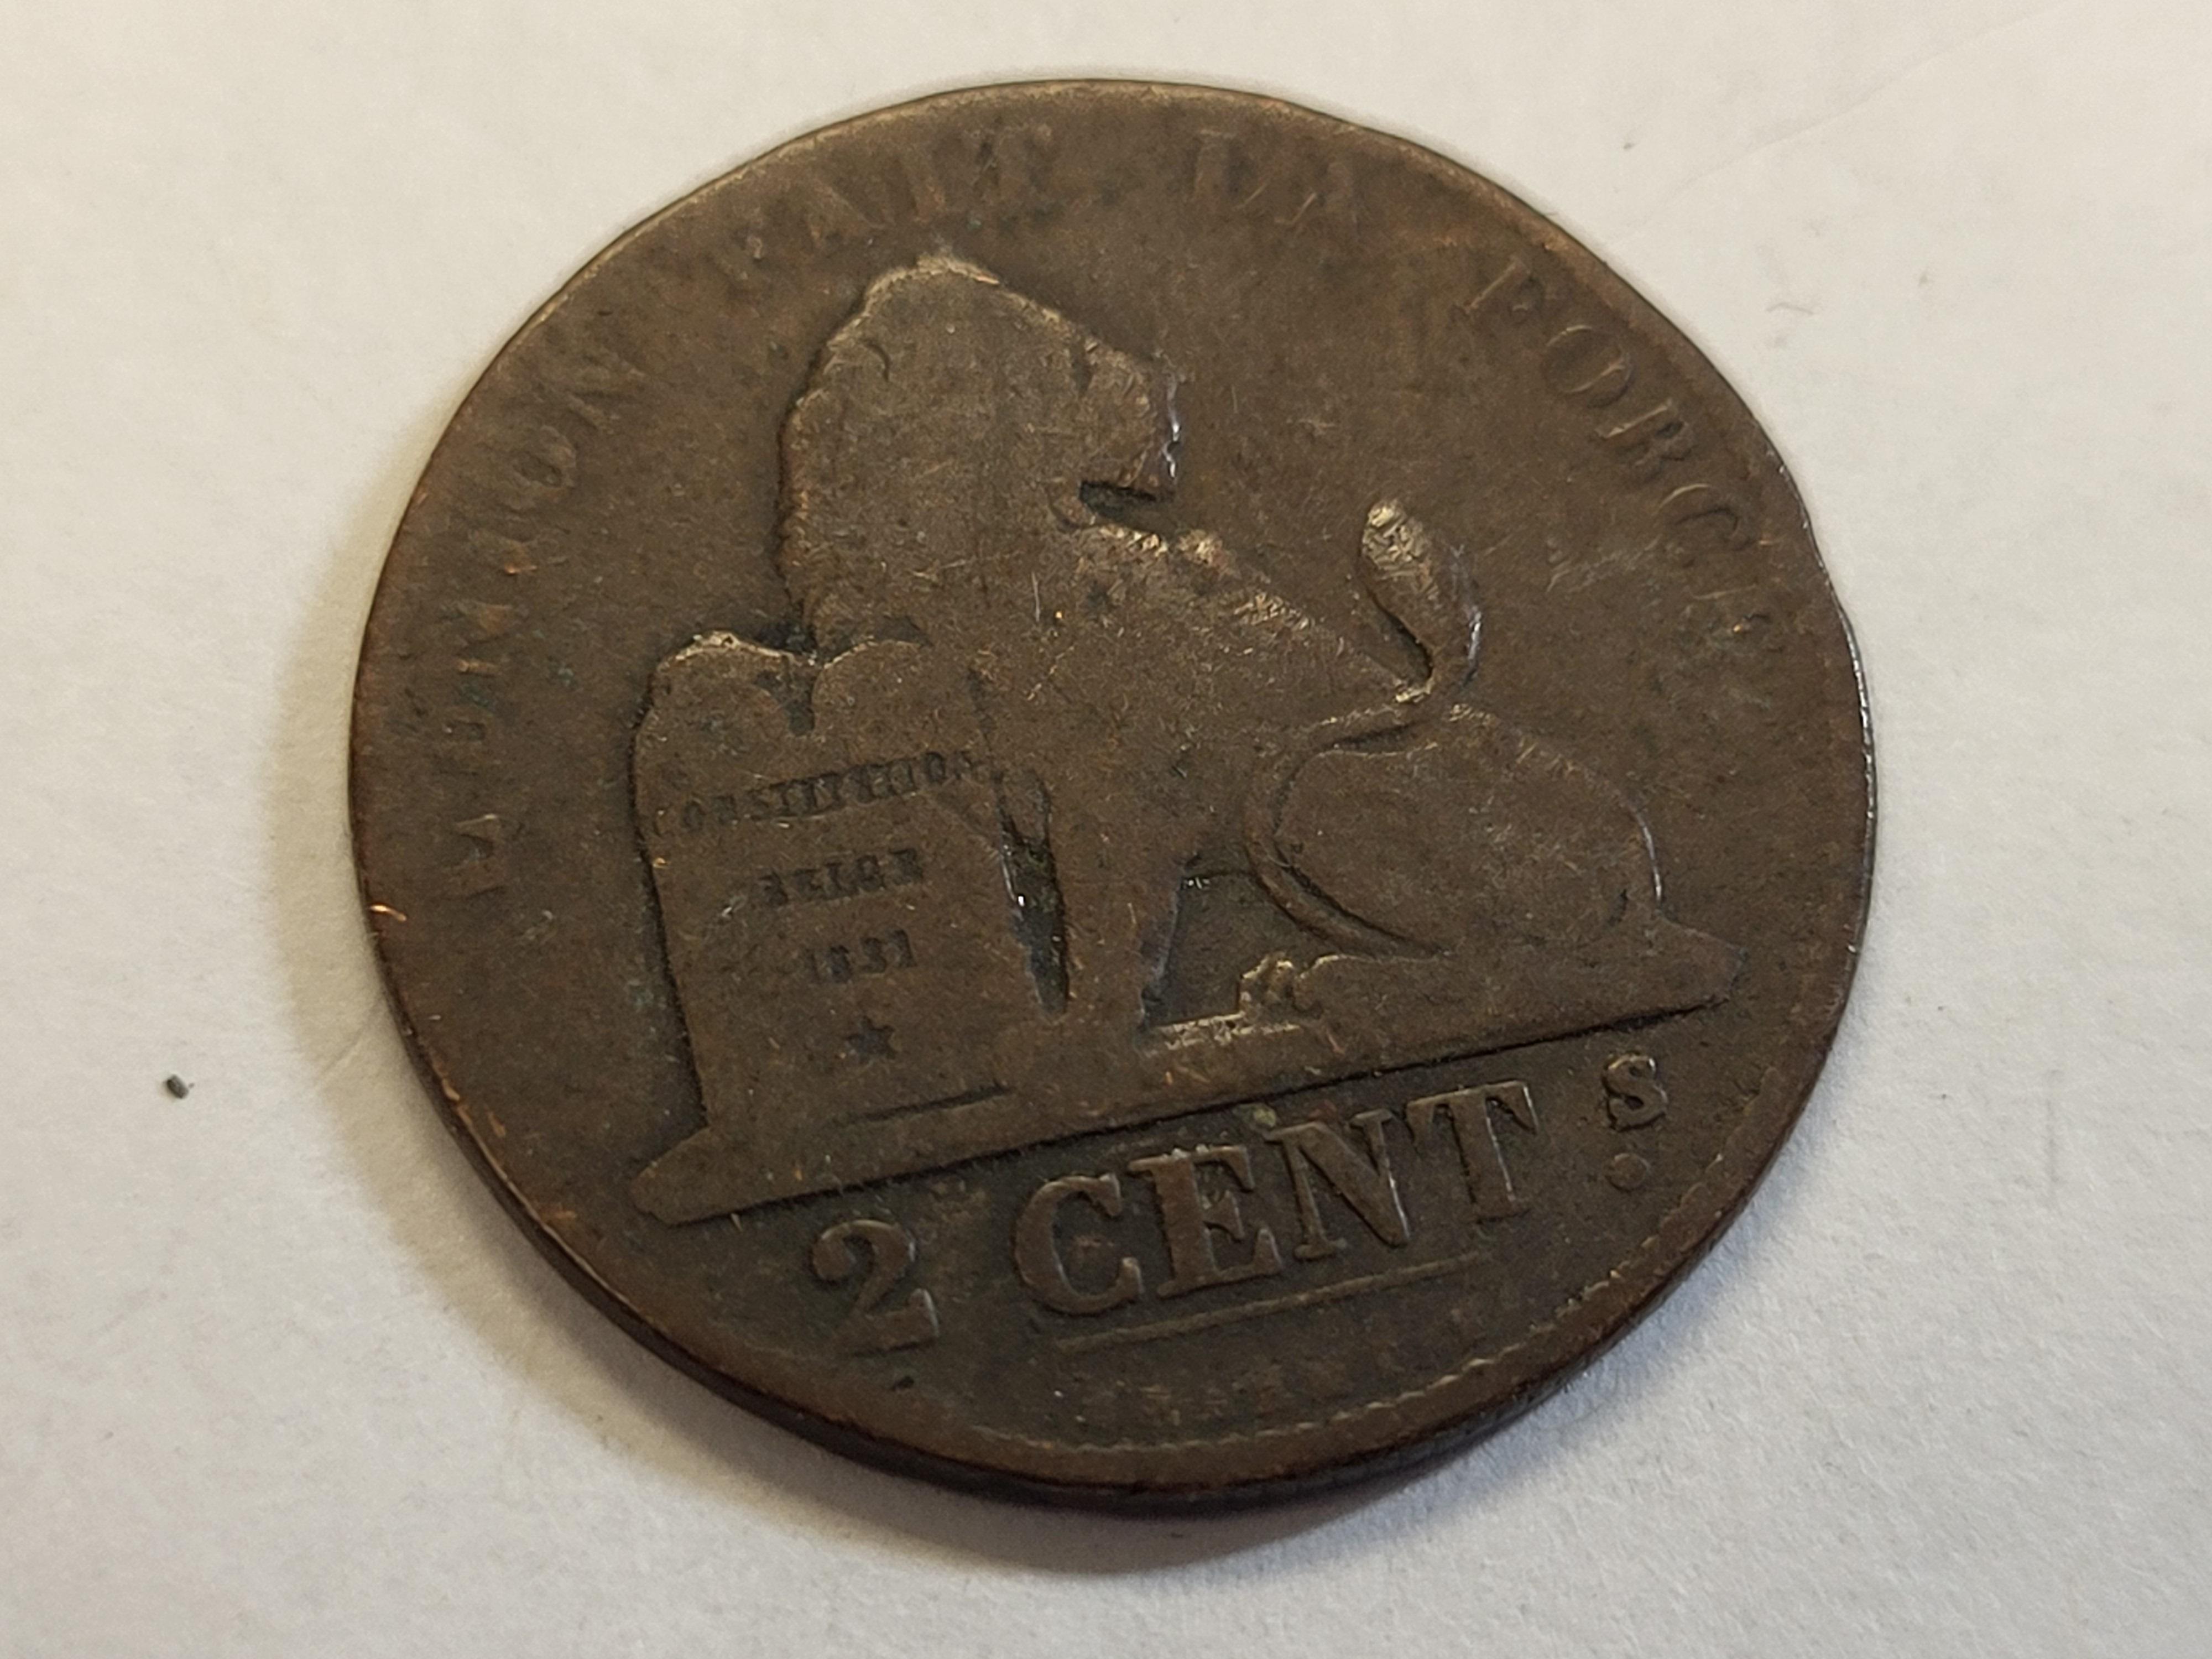 L'UNION FAIT LA FORCE
CONSTITUTION
BELGE
1831
2 CENTS